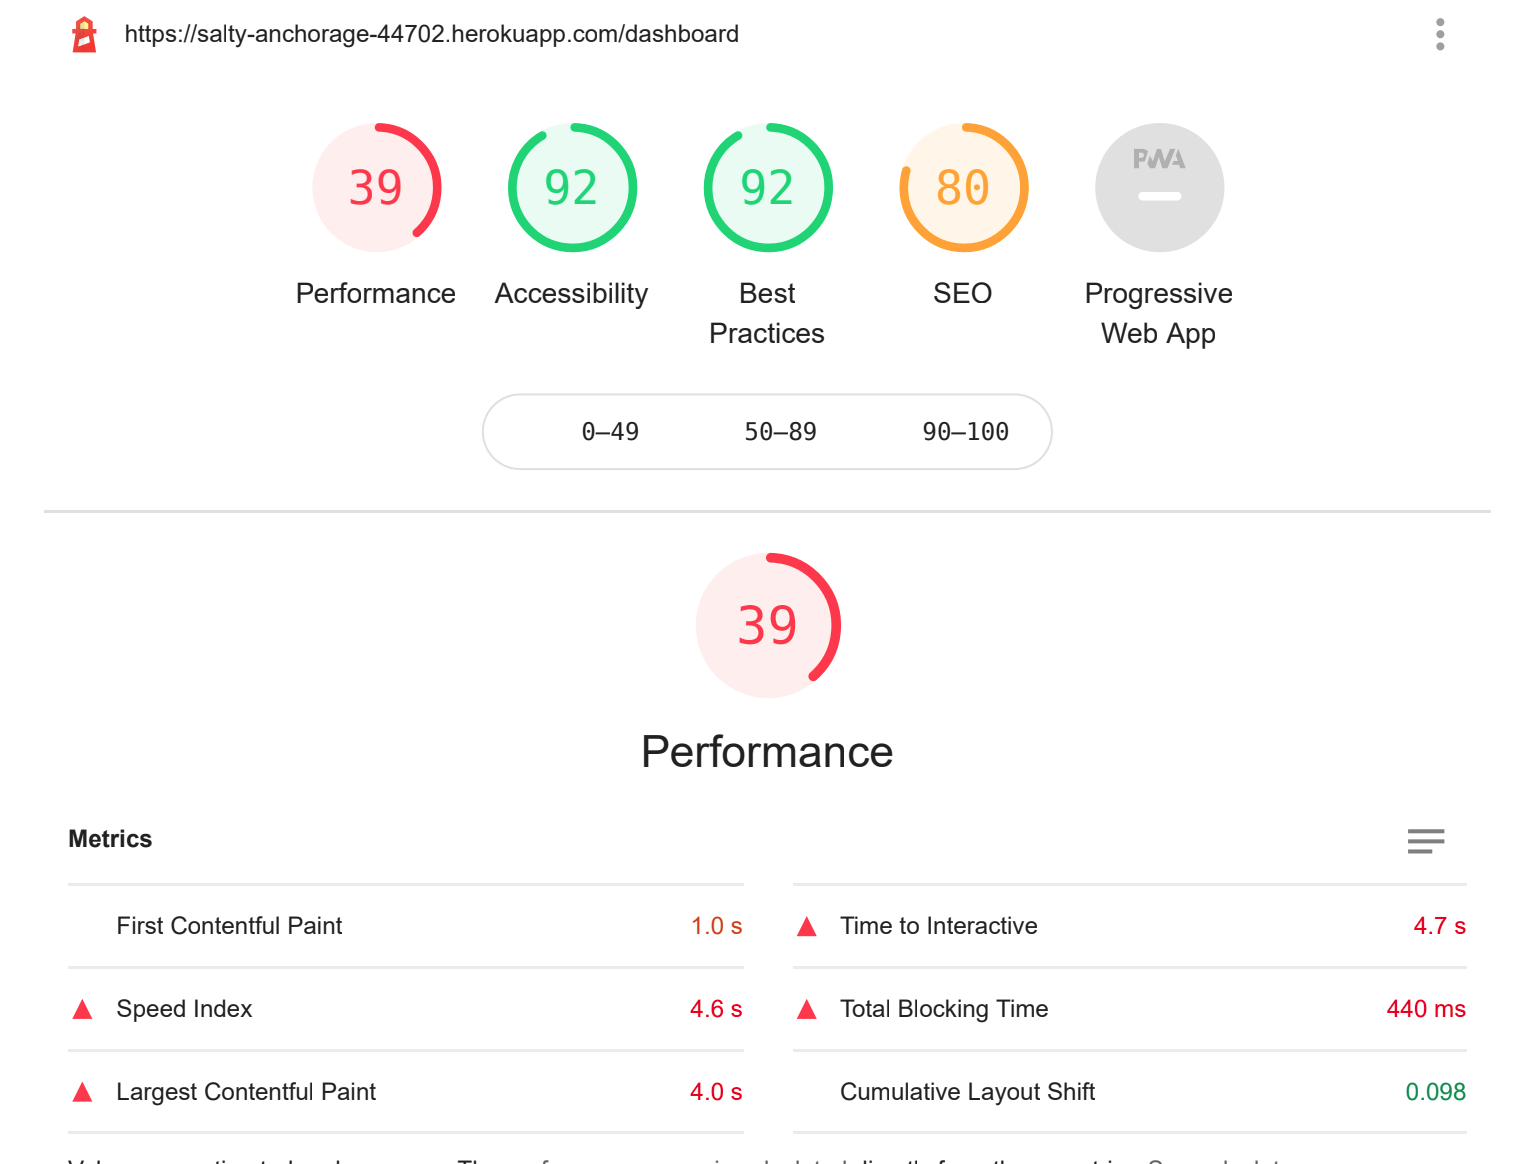 https://salty-anchorage-44702.herokuapp.com/dashboard
39
92
92
80
PWA
Performance
Accessibility
Best
Practices
SEO
Progressive
Web App
0–49
50–89
90–100
39
Performance
Metrics
First Contentful Paint
1.0 s
Time to Interactive
4.7 s
Speed Index
4.6 s
Total Blocking Time
440 ms
Largest Contentful Paint
4.0 s
Cumulative Layout Shift
0.098